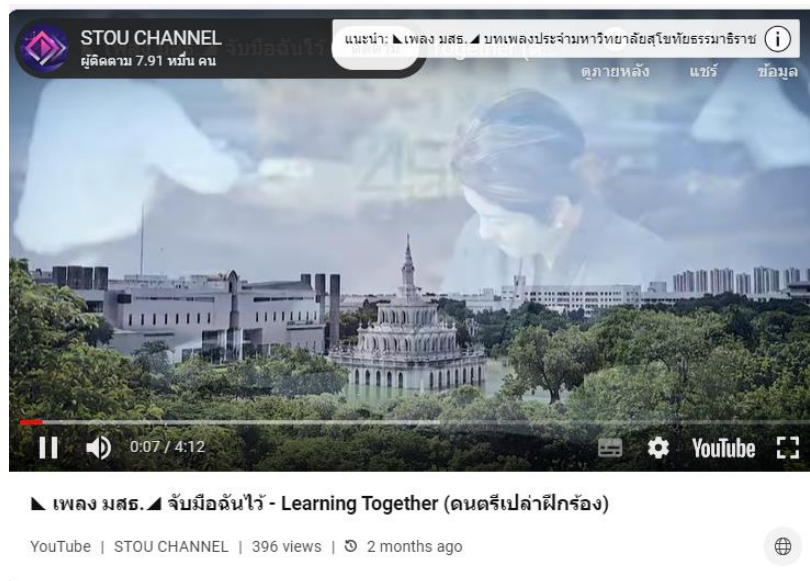 STOU CHANNEL
ผู้ติดตาม 7.91 หมื่น คน
แนะนำ: ◣เพลง มสธ.◢ บทเพลงประจำมหาวิทยาลัยสุโขทัยธรรมาธิราช
ดูภายหลัง แชร์ ข้อมูล
0:07 / 4:12
YouTube
◣ เพลง มสธ.◢ จับมือฉันไว้ - Learning Together (ดนตรีเปล่าฝึกร้อง)
YouTube | STOU CHANNEL | 396 views | 2 months ago